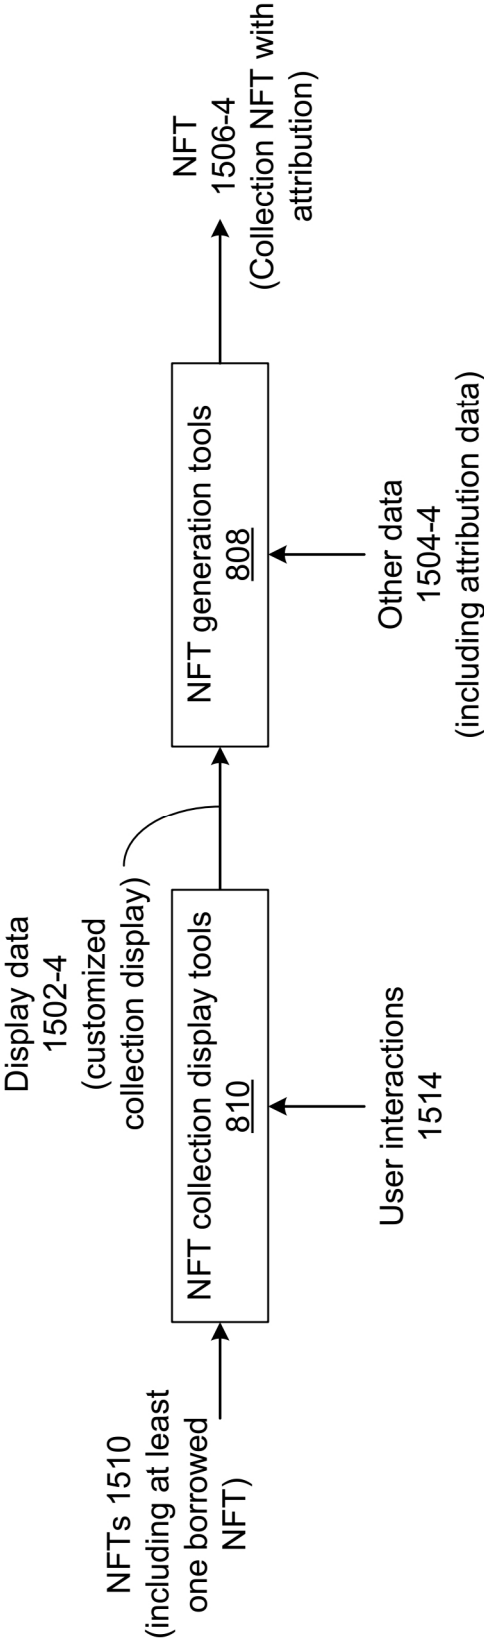 NFTs 1510
(including at least
one borrowed
NFT)
NFT collection display tools
810
User interactions
1514
Display data
1502-4
(customized
collection display)
NFT generation tools
808
Other data
1504-4
(including attribution data)
NFT
1506-4
(Collection NFT with
attribution)